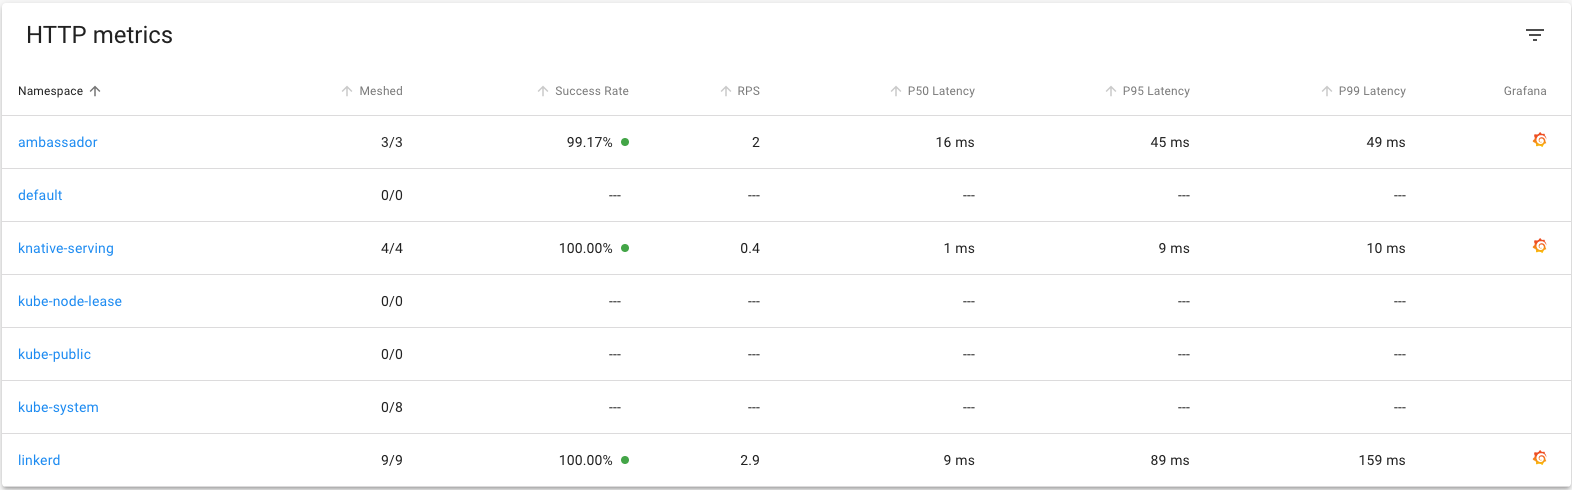 HTTP metrics
Namespace Meshed Success Rate RPS P50 Latency P95 Latency P99 Latency Grafana
ambassador 3/3 99.17% 2 16 ms 45 ms 49 ms
default 0/0 --- --- --- --- ---
knative-serving 4/4 100.00% 0.4 1 ms 9 ms 10 ms
kube-node-lease 0/0 --- --- --- --- ---
kube-public 0/0 --- --- --- --- ---
kube-system 0/8 --- --- --- --- ---
linkerd 9/9 100.00% 2.9 9 ms 89 ms 159 ms